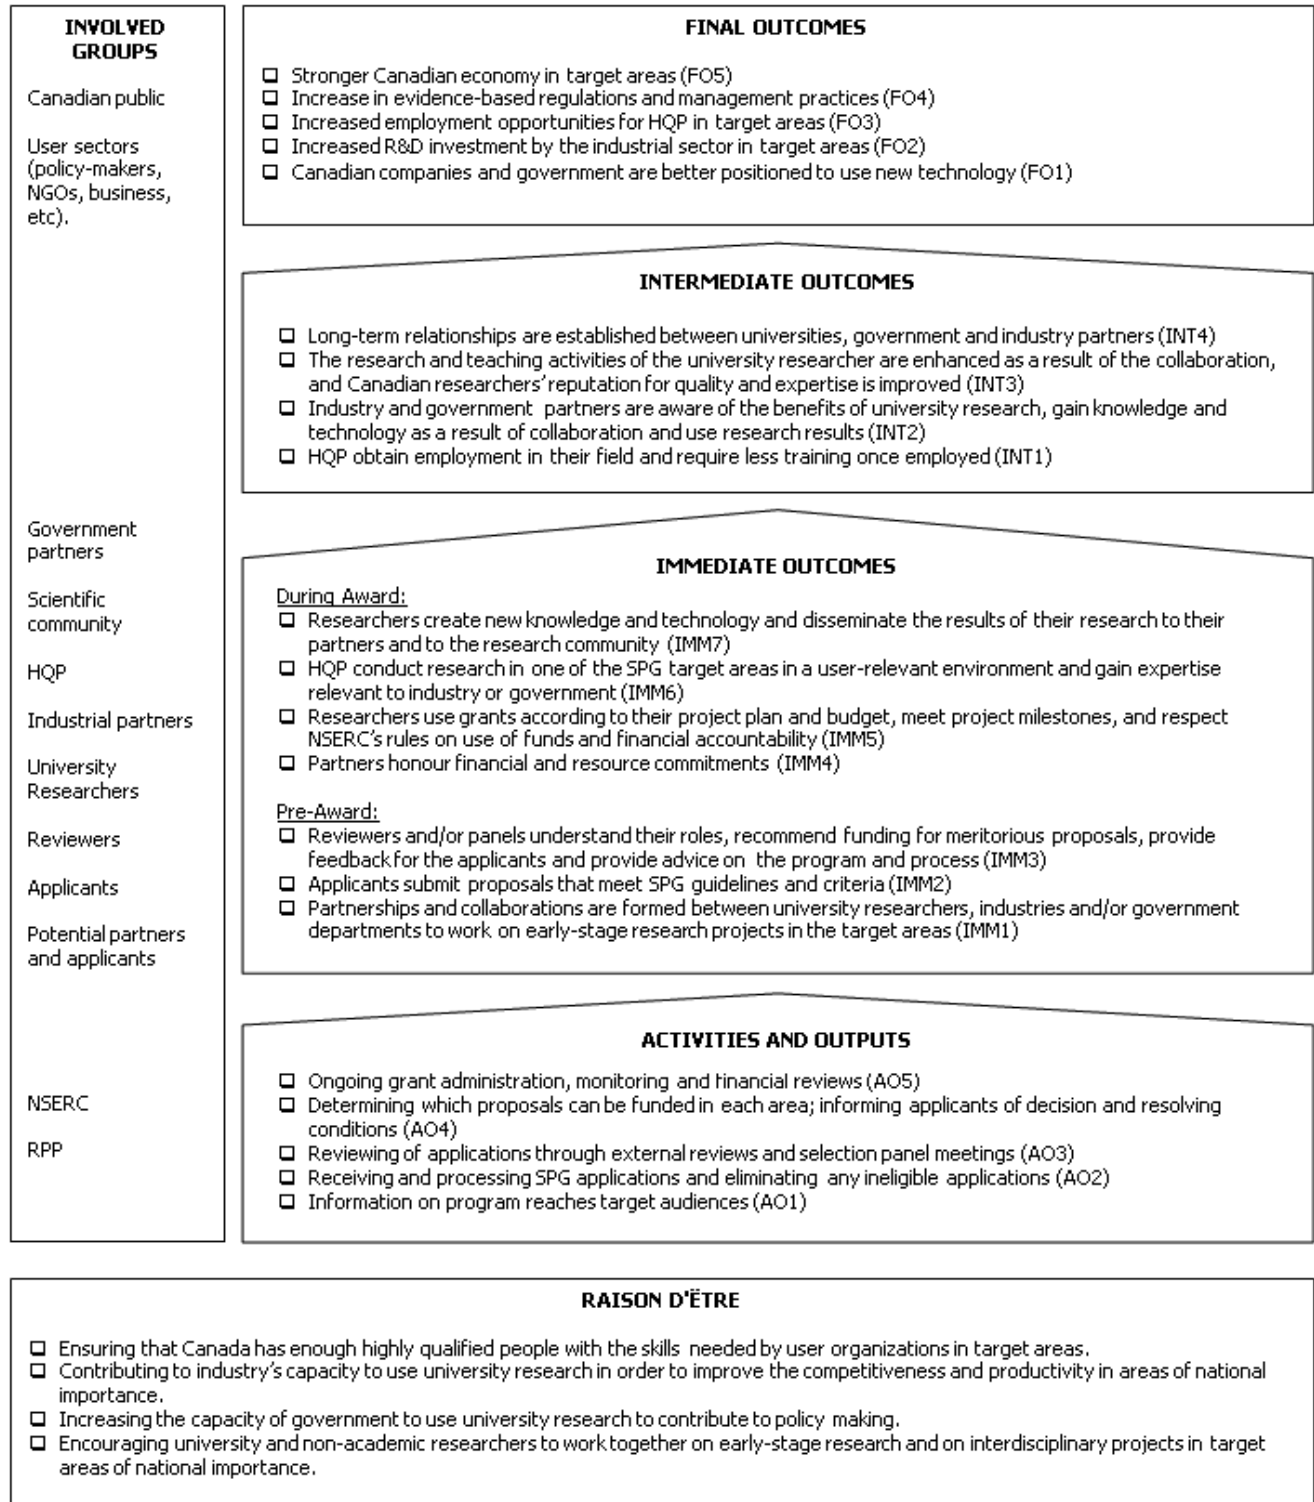 INVOLVED
GROUPS
Canadian public
User sectors
(policy-makers,
NGOs, business,
etc).
Government
partners
Scientific
community
HQP
Industrial partners
University
Researchers
Reviewers
Applicants
Potential partners
and applicants
NSERC
RPP
FINAL OUTCOMES
Stronger Canadian economy in target areas (FO5)
Increase in evidence-based regulations and management practices (FO4)
Increased employment opportunities for HQP in target areas (FO3)
Increased R&D investment by the industrial sector in target areas (FO2)
Canadian companies and government are better positioned to use new technology (FO1)
INTERMEDIATE OUTCOMES
Long-term relationships are established between universities, government and industry partners (INT4)
The research and teaching activities of the university researcher are enhanced as a result of the collaboration,
and Canadian researchers' reputation for quality and expertise is improved (INT3)
Industry and government partners are aware of the benefits of university research, gain knowledge and
technology as a result of collaboration and use research results (INT2)
HQP obtain employment in their field and require less training once employed (INT1)
IMMEDIATE OUTCOMES
During Award:
Researchers create new knowledge and technology and disseminate the results of their research to their
partners and to the research community (IMM7)
HQP conduct research in one of the SPG target areas in a user-relevant environment and gain expertise
relevant to industry or government (IMM6)
Researchers use grants according to their project plan and budget, meet project milestones, and respect
NSERC's rules on use of funds and financial accountability (IMM5)
Partners honour financial and resource commitments (IMM4)
Pre-Award:
Reviewers and/or panels understand their roles, recommend funding for meritorious proposals, provide
feedback for the applicants and provide advice on the program and process (IMM3)
Applicants submit proposals that meet SPG guidelines and criteria (IMM2)
Partnerships and collaborations are formed between university researchers, industries and/or government
departments to work on early-stage research projects in the target areas (IMM1)
ACTIVITIES AND OUTPUTS
Ongoing grant administration, monitoring and financial reviews (AO5)
Determining which proposals can be funded in each area; informing applicants of decision and resolving
conditions (AO4)
Reviewing of applications through external reviews and selection panel meetings (AO3)
Receiving and processing SPG applications and eliminating any ineligible applications (AO2)
Information on program reaches target audiences (AO1)
RAISON D'ËTRE
Ensuring that Canada has enough highly qualified people with the skills needed by user organizations in target areas.
Contributing to industry's capacity to use university research in order to improve the competitiveness and productivity in areas of national
importance.
Increasing the capacity of government to use university research to contribute to policy making.
Encouraging university and non-academic researchers to work together on early-stage research and on interdisciplinary projects in target
areas of national importance.